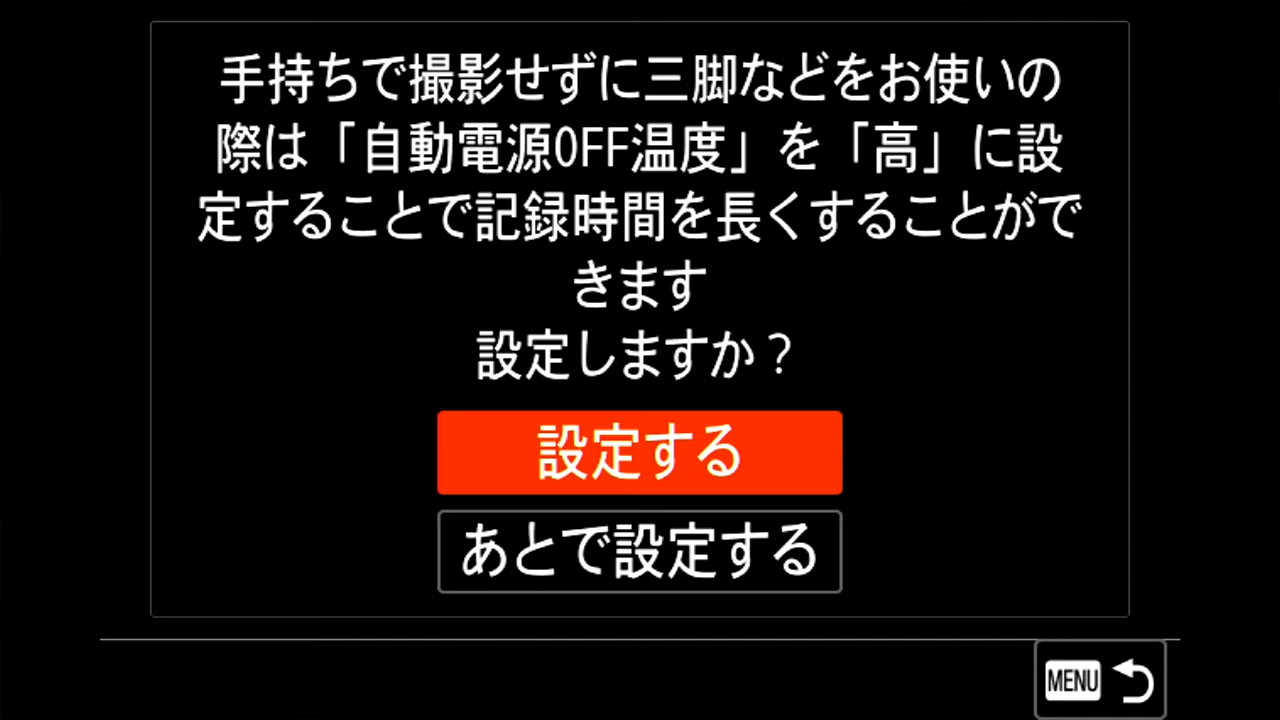 手持ちで撮影せずに三脚などをお使いの
際は「自動電源OFF温度」を「高」に設
定することで記録時間を長くすることがで
きます
設定しますか？
設定する
あとで設定する
MENU